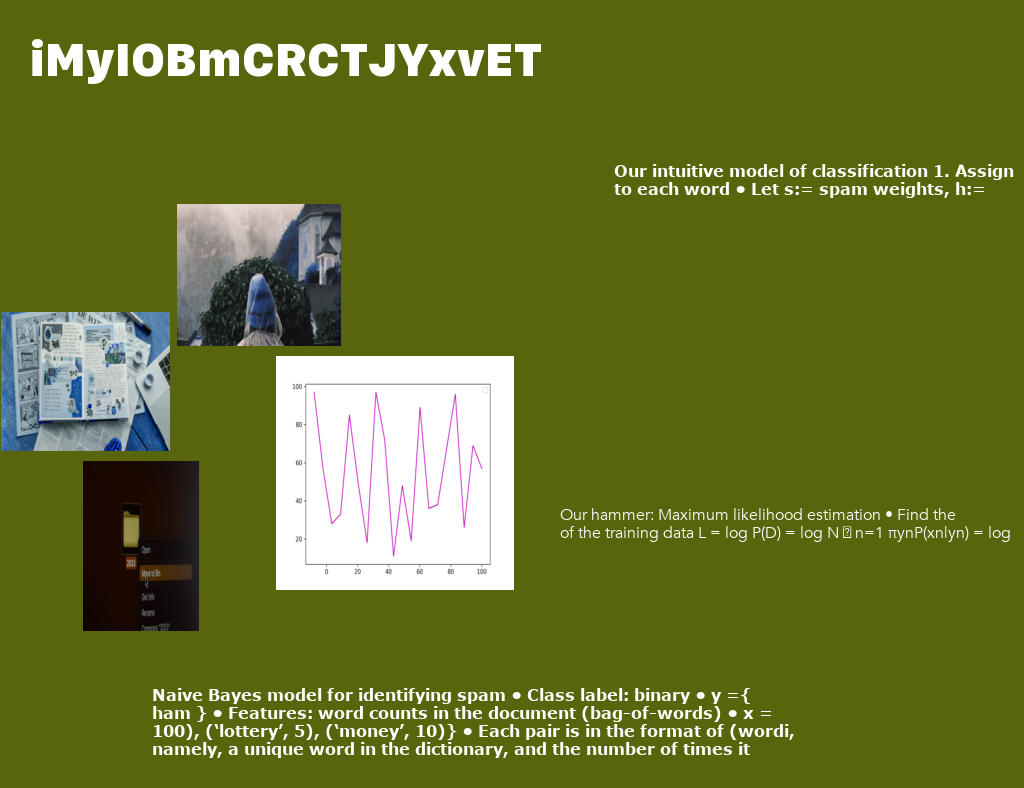 iMyIOBmCRCTJYxvET
Our intuitive model of classification 1. Assign
to each word • Let s:= spam weights, h:=
100
80
60
40
20
0 20 40 60 80 100
Open
2023
Move to Bin
Get Info
Rename
Compress "2023"
Our hammer: Maximum likelihood estimation • Find the
of the training data L = log P(D) = log N n=1 πynP(xnlyn) = log
Naive Bayes model for identifying spam • Class label: binary • y ={
ham } • Features: word counts in the document (bag-of-words) • x =
100), (‘lottery’, 5), (‘money’, 10)} • Each pair is in the format of (wordi,
namely, a unique word in the dictionary, and the number of times it